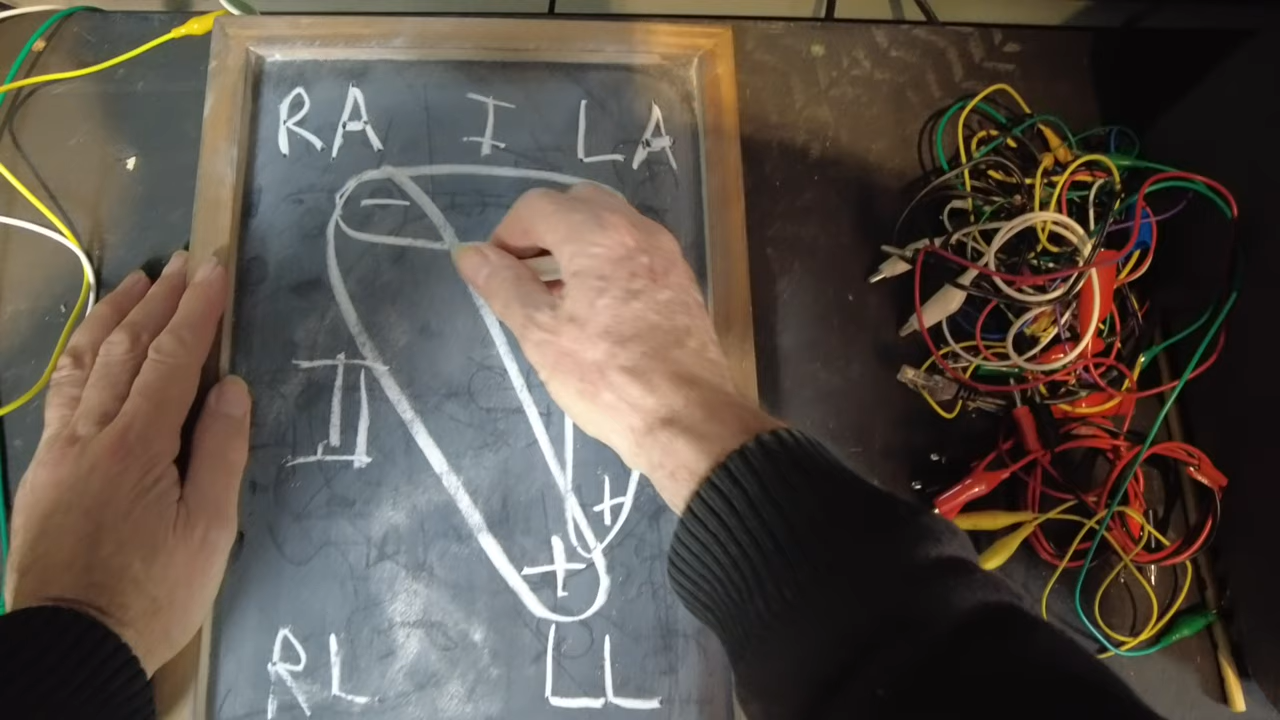 RA I LA
-
II
+
+
RL LL